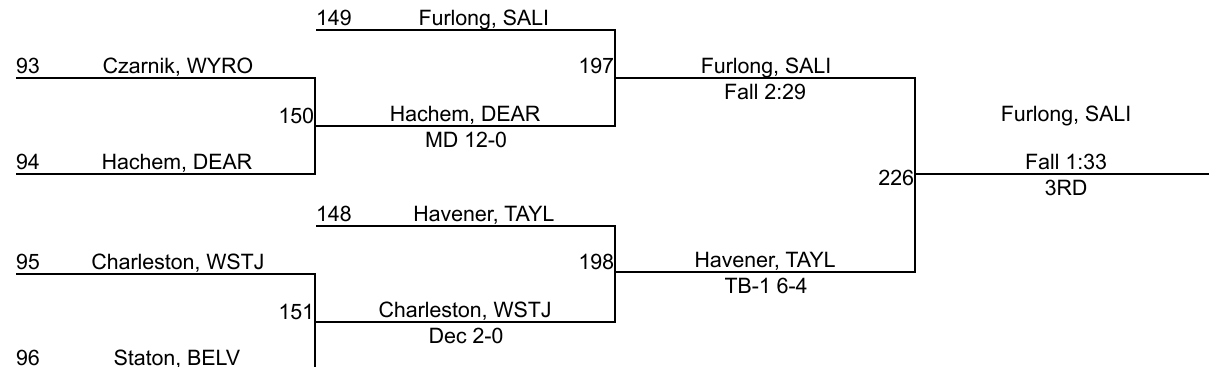 149 Furlong, SALI
93 Czarnik, WYRO
197 Furlong, SALI
Fall 2:29
150 Hachem, DEAR
MD 12-0
Furlong, SALI
94 Hachem, DEAR
Fall 1:33
226
3RD
148 Havener, TAYL
95 Charleston, WSTJ
198 Havener, TAYL
TB-1 6-4
151 Charleston, WSTJ
Dec 2-0
96 Staton, BELV